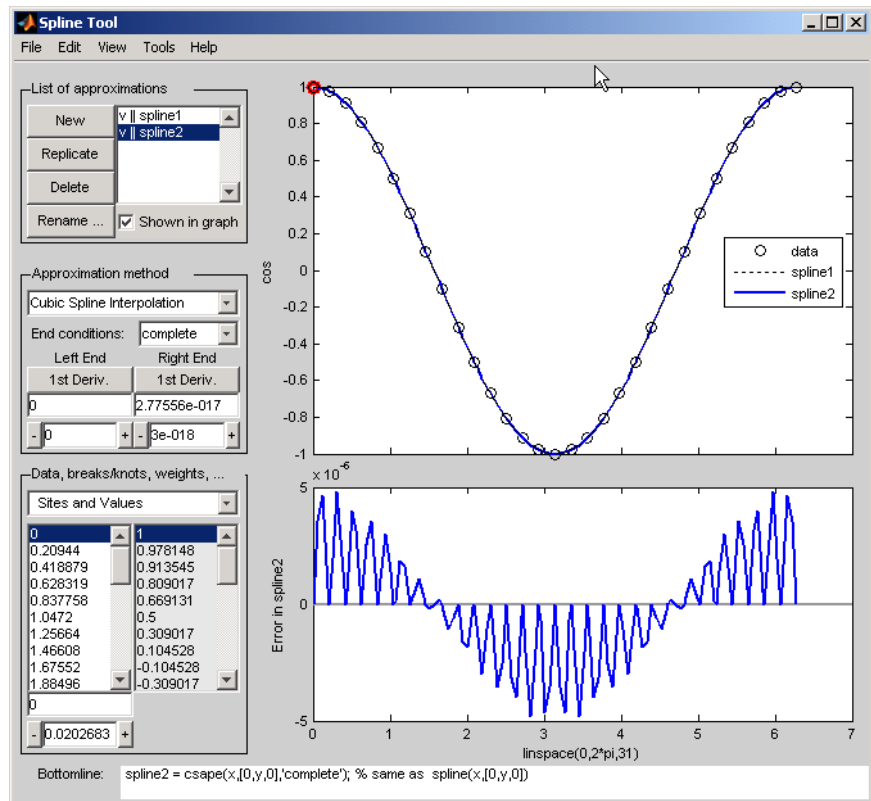 Spline Tool
File Edit View Tools Help
List of approximations
New
Replicate
Delete
Rename ...
v || spline1
v || spline2
Shown in graph
Approximation method
Cubic Spline Interpolation
End conditions: complete
Left End Right End
1st Deriv. 1st Deriv.
0 2.77556e-017
- 0 + - 3e-018 +
Data, breaks/knots, weights, ...
Sites and Values
0 1
0.20944 0.978148
0.418879 0.913545
0.628319 0.809017
0.837758 0.669131
1.0472 0.5
1.25664 0.309017
1.46608 0.104528
1.67552 -0.104528
1.88496 -0.309017
0
- 0.0202683 +
1
0.8
0.6
0.4
0.2
0
-0.2
-0.4
-0.6
-0.8
-1
cos
data
spline1
spline2
x 10^-6
5
0
-5
Error in spline2
0 1 2 3 4 5 6 7
linspace(0,2*pi,31)
Bottomline: spline2 = csape(x,[0,y,0],'complete'); % same as spline(x,[0,y,0])